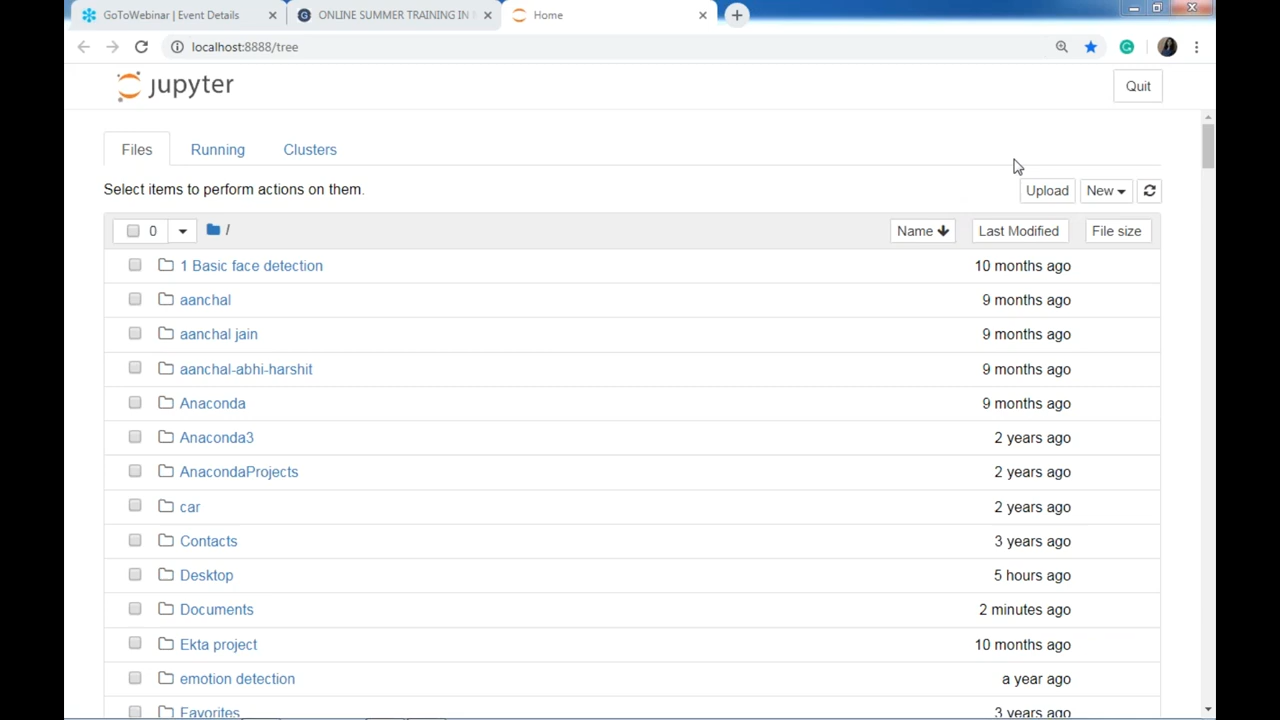 GoToWebinar | Event Details
ONLINE SUMMER TRAINING IN
Home
localhost:8888/tree
jupyter
Quit
Files Running Clusters
Select items to perform actions on them.
Upload New
0 / Name Last Modified File size
1 Basic face detection 10 months ago
aanchal 9 months ago
aanchal jain 9 months ago
aanchal-abhi-harshit 9 months ago
Anaconda 9 months ago
Anaconda3 2 years ago
AnacondaProjects 2 years ago
car 2 years ago
Contacts 3 years ago
Desktop 5 hours ago
Documents 2 minutes ago
Ekta project 10 months ago
emotion detection a year ago
Favorites 3 years ago